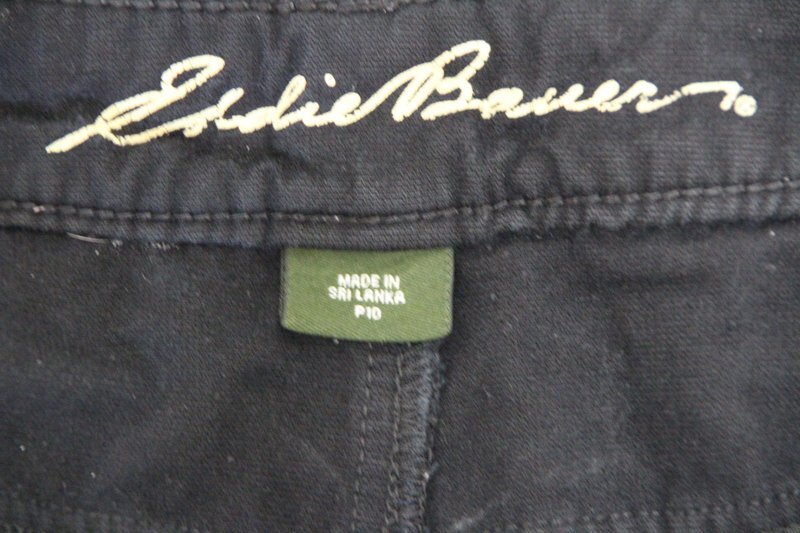 Eddie Bauer ®
MADE IN
SRI LANKA
P10